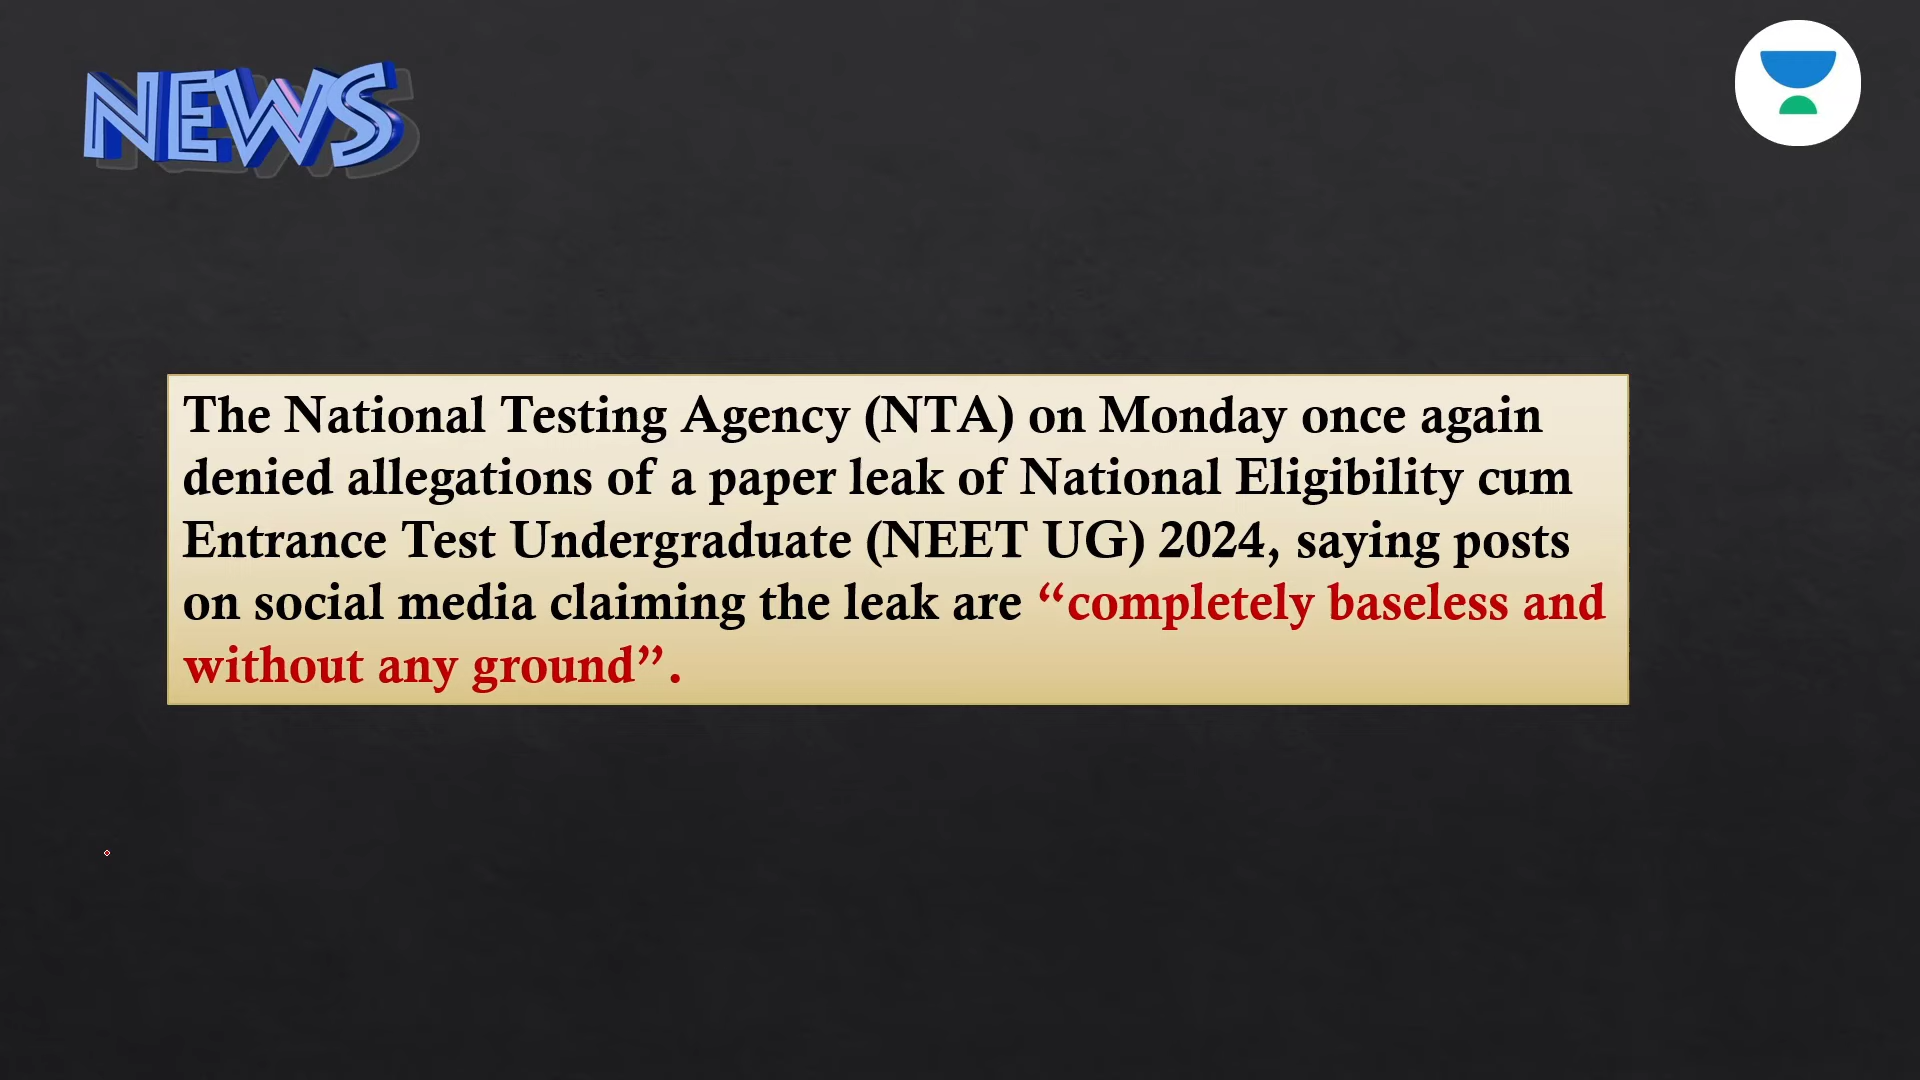 NEWS
The National Testing Agency (NTA) on Monday once again
denied allegations of a paper leak of National Eligibility cum
Entrance Test Undergraduate (NEET UG) 2024, saying posts
on social media claiming the leak are “completely baseless and
without any ground”.